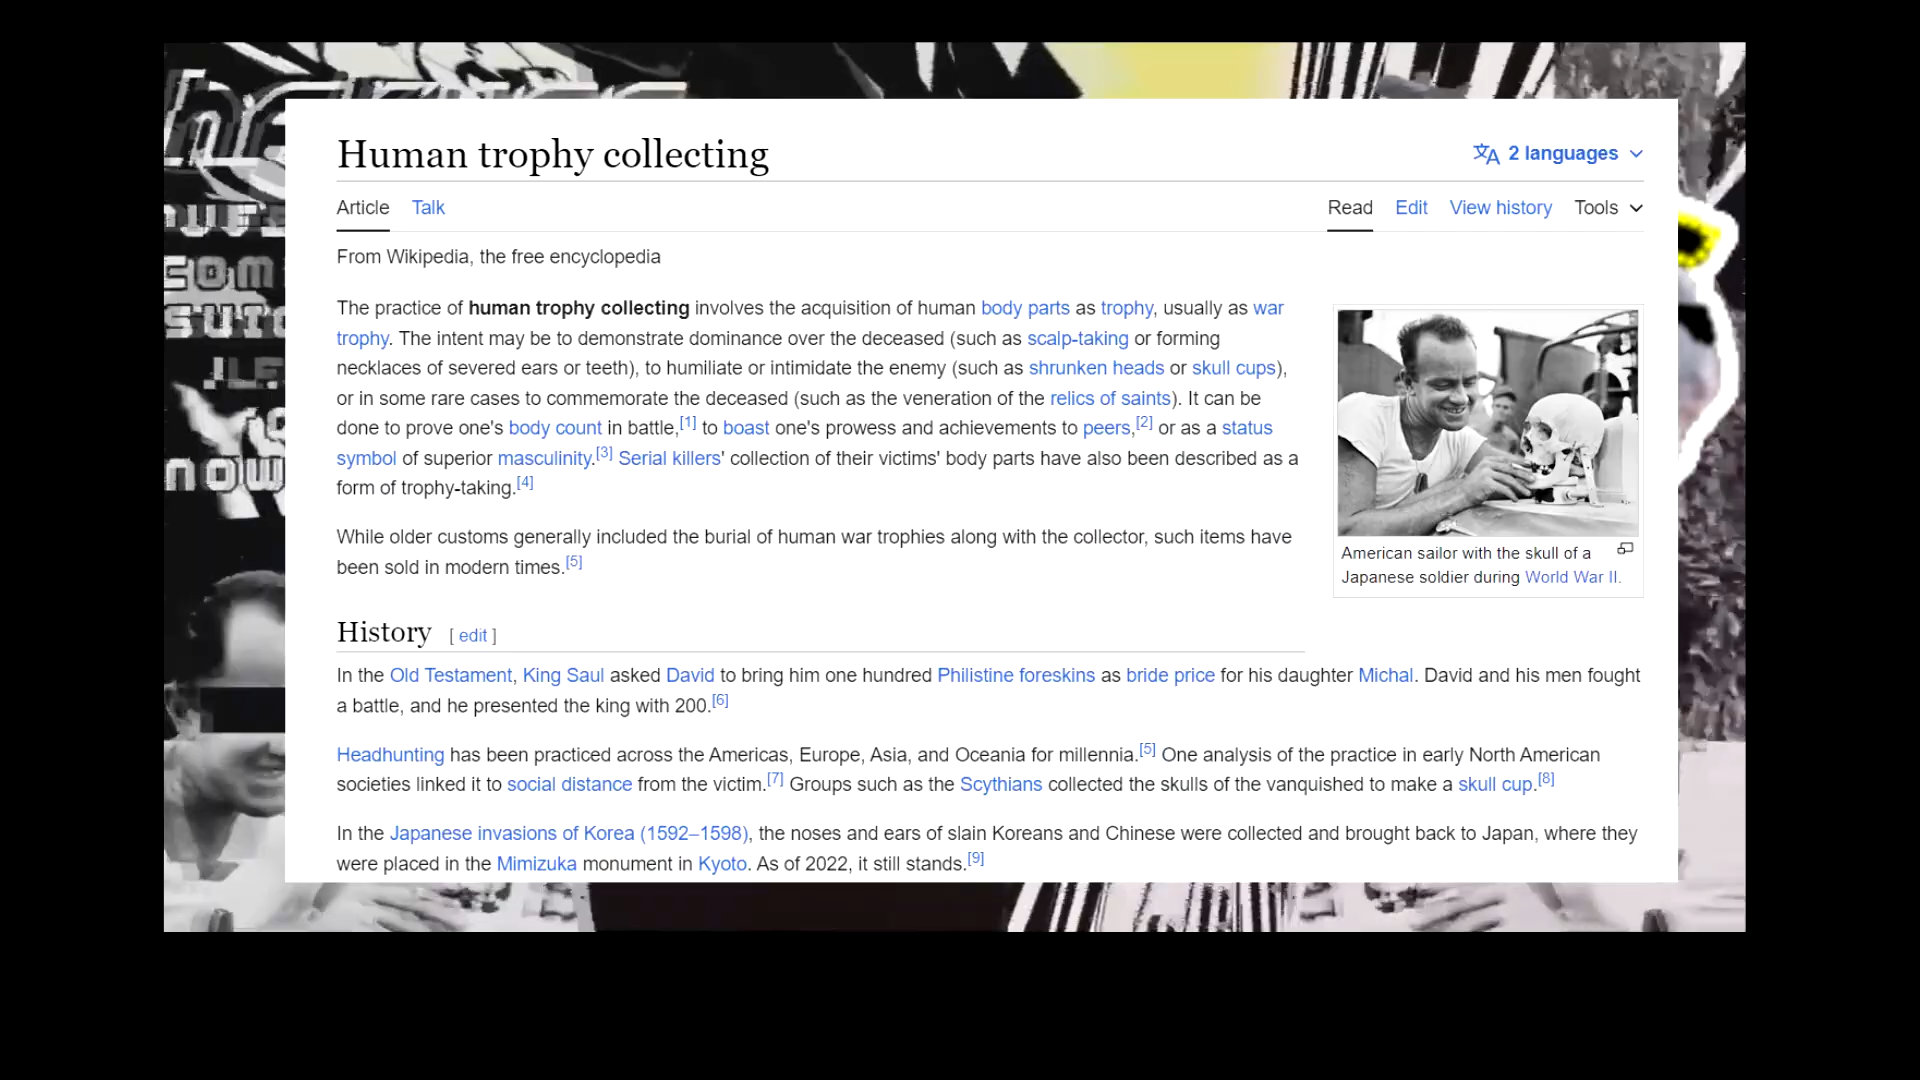 Human trophy collecting
2 languages
Article Talk
Read Edit View history Tools
From Wikipedia, the free encyclopedia
The practice of human trophy collecting involves the acquisition of human body parts as trophy, usually as war
trophy. The intent may be to demonstrate dominance over the deceased (such as scalp-taking or forming
necklaces of severed ears or teeth), to humiliate or intimidate the enemy (such as shrunken heads or skull cups),
or in some rare cases to commemorate the deceased (such as the veneration of the relics of saints). It can be
done to prove one's body count in battle,[1] to boast one's prowess and achievements to peers,[2] or as a status
symbol of superior masculinity.[3] Serial killers' collection of their victims' body parts have also been described as a
form of trophy-taking.[4]
While older customs generally included the burial of human war trophies along with the collector, such items have
been sold in modern times.[5]
American sailor with the skull of a
Japanese soldier during World War II.
History [ edit ]
In the Old Testament, King Saul asked David to bring him one hundred Philistine foreskins as bride price for his daughter Michal. David and his men fought
a battle, and he presented the king with 200.[6]
Headhunting has been practiced across the Americas, Europe, Asia, and Oceania for millennia.[5] One analysis of the practice in early North American
societies linked it to social distance from the victim.[7] Groups such as the Scythians collected the skulls of the vanquished to make a skull cup.[8]
In the Japanese invasions of Korea (1592–1598), the noses and ears of slain Koreans and Chinese were collected and brought back to Japan, where they
were placed in the Mimizuka monument in Kyoto. As of 2022, it still stands.[9]
COM
NOW